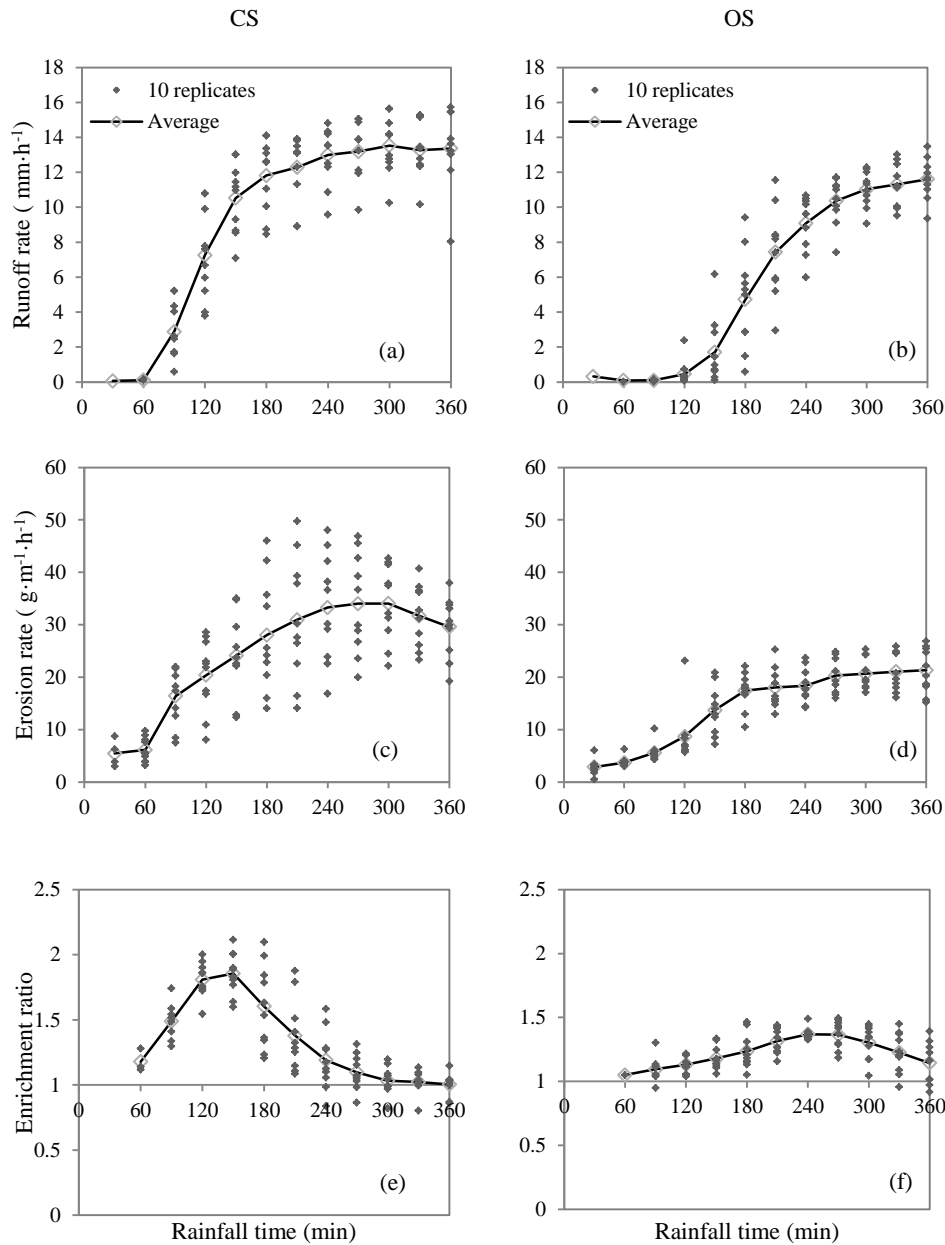 CS
OS
18
16
14
12
10
8
6
4
2
0
10 replicates
Average
(a)
0 60 120 180 240 300 360
Runoff rate ( mm·h-1)
18
16
14
12
10
8
6
4
2
0
10 replicates
Average
(b)
0 60 120 180 240 300 360
60
50
40
30
20
10
0
(c)
0 60 120 180 240 300 360
Erosion rate ( g·m-1·h-1)
60
50
40
30
20
10
0
(d)
0 60 120 180 240 300 360
2.5
2
1.5
1
0.5
0
0 60 120 180 240 300 360
(e)
Enrichment ratio
Rainfall time (min)
2.5
2
1.5
1
0.5
0
0 60 120 180 240 300 360
(f)
Rainfall time (min)